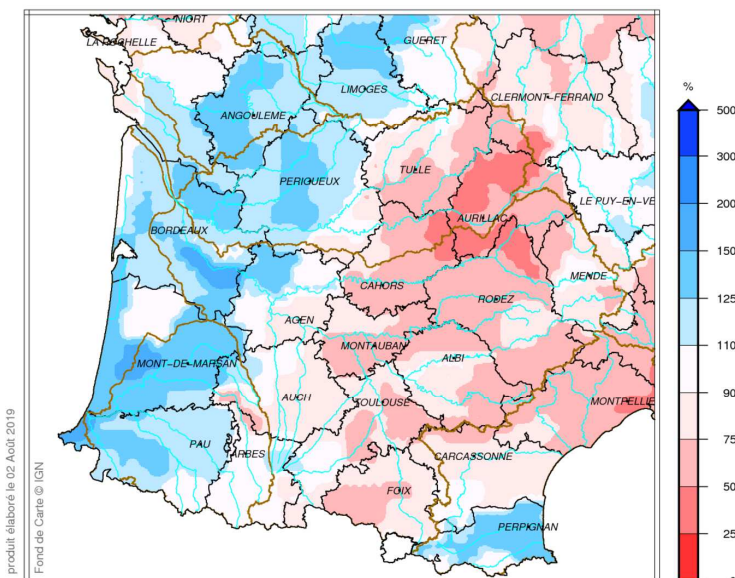 NIORT
LA ROCHELLE
GUERET
LIMOGES
CLERMONT-FERRAND
ANGOULEME
TULLE
PERIGUEUX
LE PUY-EN-VE
AURILLAC
BORDEAUX
MENDE
CAHORS
RODEZ
AGEN
MONTAUBAN
ALBI
MONT-DE-MARSAN
AUCH
TOULOUSE
MONTPELLIE
PAU
TARBES
CARCASSONNE
FOIX
PERPIGNAN
%
500
300
150
125
110
90
75
50
25
produit élaboré le 02 Août 2019
Fond de Carte © IGN